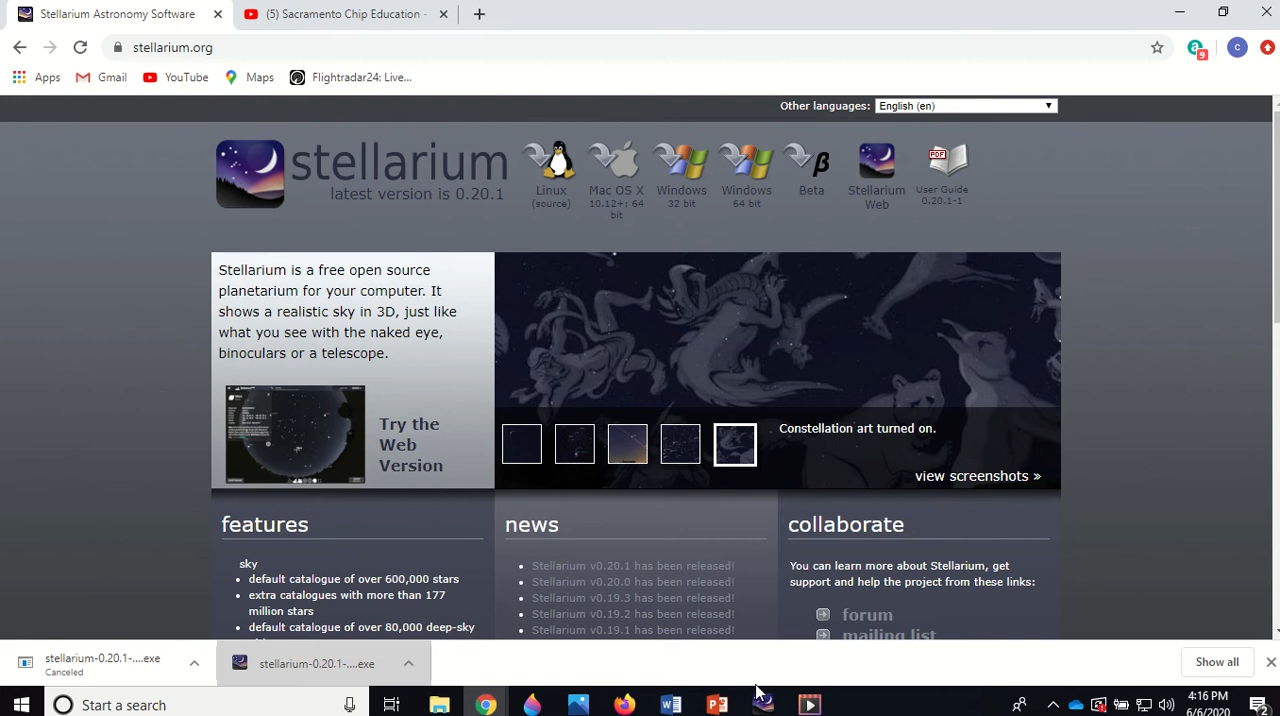 Stellarium Astronomy Software
(5) Sacramento Chip Education -
stellarium.org
9
C
Apps
Gmail
YouTube
Maps
Flightradar24: Live...
Other languages:
English (en)
stellarium
latest version is 0.20.1
Linux
(source)
Mac OS X
10.12+; 64
bit
Windows
32 bit
Windows
64 bit
β
Beta
Stellarium
Web
PDF
User Guide
0.20.1-1
Stellarium is a free open source
planetarium for your computer. It
shows a realistic sky in 3D, just like
what you see with the naked eye,
binoculars or a telescope.
Try the
Web
Version
Constellation art turned on.
view screenshots »
features
sky
default catalogue of over 600,000 stars
extra catalogues with more than 177
million stars
default catalogue of over 80,000 deep-sky
news
Stellarium v0.20.1 has been released!
Stellarium v0.20.0 has been released!
Stellarium v0.19.3 has been released!
Stellarium v0.19.2 has been released!
Stellarium v0.19.1 has been released!
collaborate
You can learn more about Stellarium, get
support and help the project from these links:
forum
mailing list
stellarium-0.20.1-....exe
Canceled
stellarium-0.20.1-....exe
Show all
Start a search
4:16 PM
6/6/2020
2